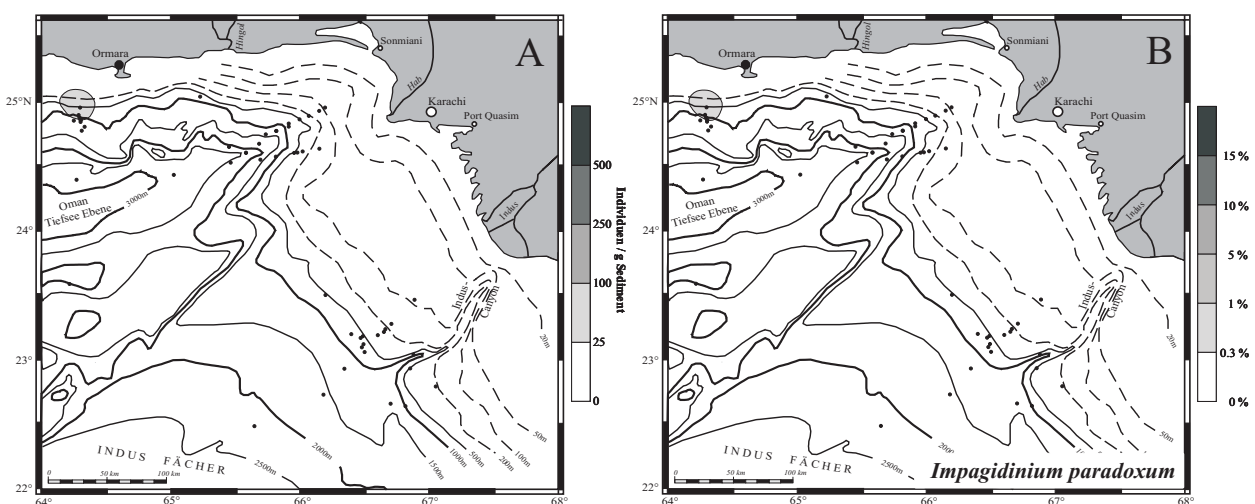 A
Ormara
Hingol
Sonmiani
Hab
Karachi
Port Quasim
Indus
Oman
Tiefsee Ebene
3000m
Indus-
Canyon
20m
50m
100m
200m
500m
1000m
1500m
2000m
2500m
INDUS FÄCHER
0 50 km 100 km
25°N
24°
23°
22°
64° 65° 66° 67° 68°
500
250
100
25
0
Individuen / g Sediment
B
Ormara
Hingol
Sonmiani
Hab
Karachi
Port Quasim
Indus
Oman
Tiefsee Ebene
3000m
Indus-
Canyon
20m
50m
2000m
2500m
INDUS FÄCHER
0 50 km 100 km
Impagidinium paradoxum
64° 65° 66° 67° 68°
15%
10%
5%
1%
0.3%
0%